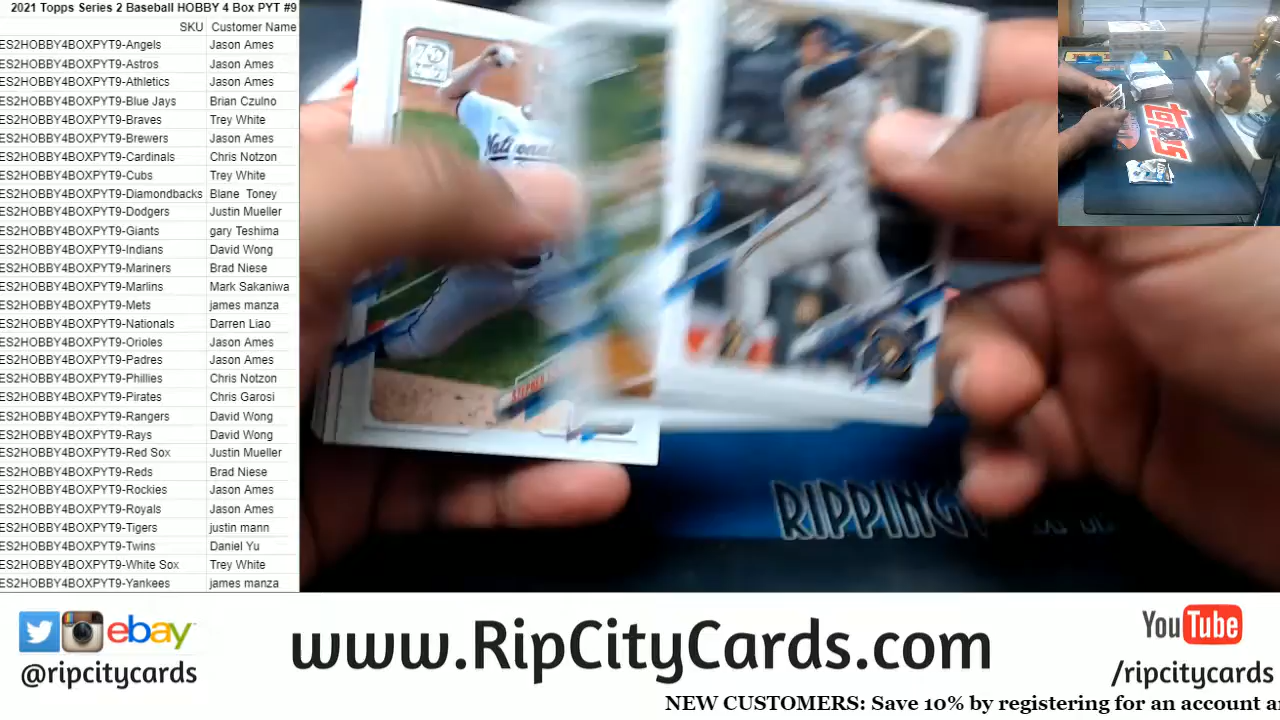 2021 Topps Series 2 Baseball HOBBY 4 Box PYT #9
SKU Customer Name
ES2HOBBY4BOXPYT9-Angels Jason Ames
ES2HOBBY4BOXPYT9-Astros Jason Ames
ES2HOBBY4BOXPYT9-Athletics Jason Ames
ES2HOBBY4BOXPYT9-Blue Jays Brian Czulno
ES2HOBBY4BOXPYT9-Braves Trey White
ES2HOBBY4BOXPYT9-Brewers Jason Ames
ES2HOBBY4BOXPYT9-Cardinals Chris Notzon
ES2HOBBY4BOXPYT9-Cubs Trey White
ES2HOBBY4BOXPYT9-Diamondbacks Blane Toney
ES2HOBBY4BOXPYT9-Dodgers Justin Mueller
ES2HOBBY4BOXPYT9-Giants gary Teshima
ES2HOBBY4BOXPYT9-Indians David Wong
ES2HOBBY4BOXPYT9-Mariners Brad Niese
ES2HOBBY4BOXPYT9-Marlins Mark Sakaniwa
ES2HOBBY4BOXPYT9-Mets james manza
ES2HOBBY4BOXPYT9-Nationals Darren Liao
ES2HOBBY4BOXPYT9-Orioles Jason Ames
ES2HOBBY4BOXPYT9-Padres Jason Ames
ES2HOBBY4BOXPYT9-Phillies Chris Notzon
ES2HOBBY4BOXPYT9-Pirates Chris Garosi
ES2HOBBY4BOXPYT9-Rangers David Wong
ES2HOBBY4BOXPYT9-Rays David Wong
ES2HOBBY4BOXPYT9-Red Sox Justin Mueller
ES2HOBBY4BOXPYT9-Reds Brad Niese
ES2HOBBY4BOXPYT9-Rockies Jason Ames
ES2HOBBY4BOXPYT9-Royals Jason Ames
ES2HOBBY4BOXPYT9-Tigers justin mann
ES2HOBBY4BOXPYT9-Twins Daniel Yu
ES2HOBBY4BOXPYT9-White Sox Trey White
ES2HOBBY4BOXPYT9-Yankees james manza
70
Nationals
RIPPING
topps
ebay
@ripcitycards
www.RipCityCards.com
YouTube
/ripcitycards
NEW CUSTOMERS: Save 10% by registering for an account a